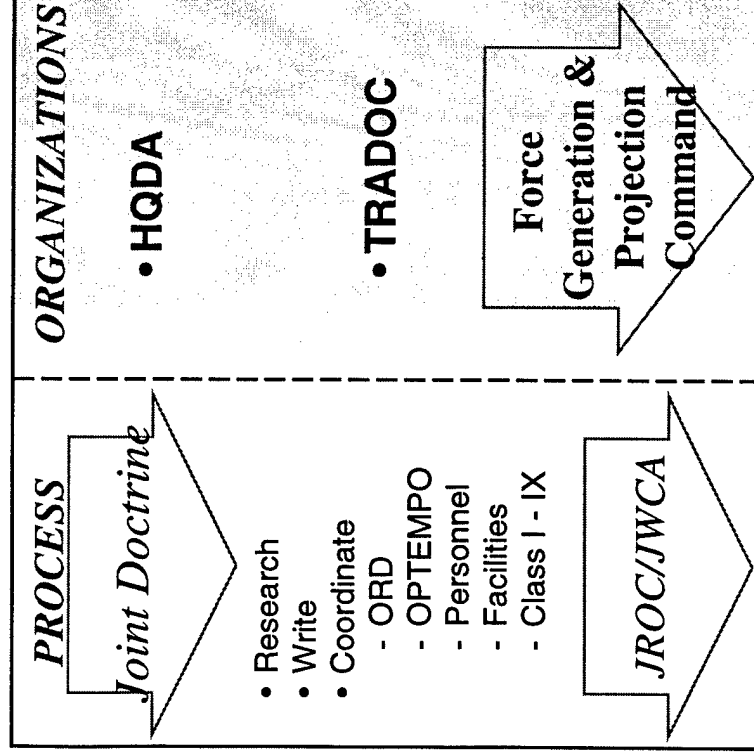 PROCESS
Joint Doctrine
• Research
• Write
• Coordinate
- ORD
- OPTEMPO
- Personnel
- Facilities
- Class I - IX
JROC/JWCA
ORGANIZATIONS
• HQDA
• TRADOC
Force
Generation &
Projection
Command